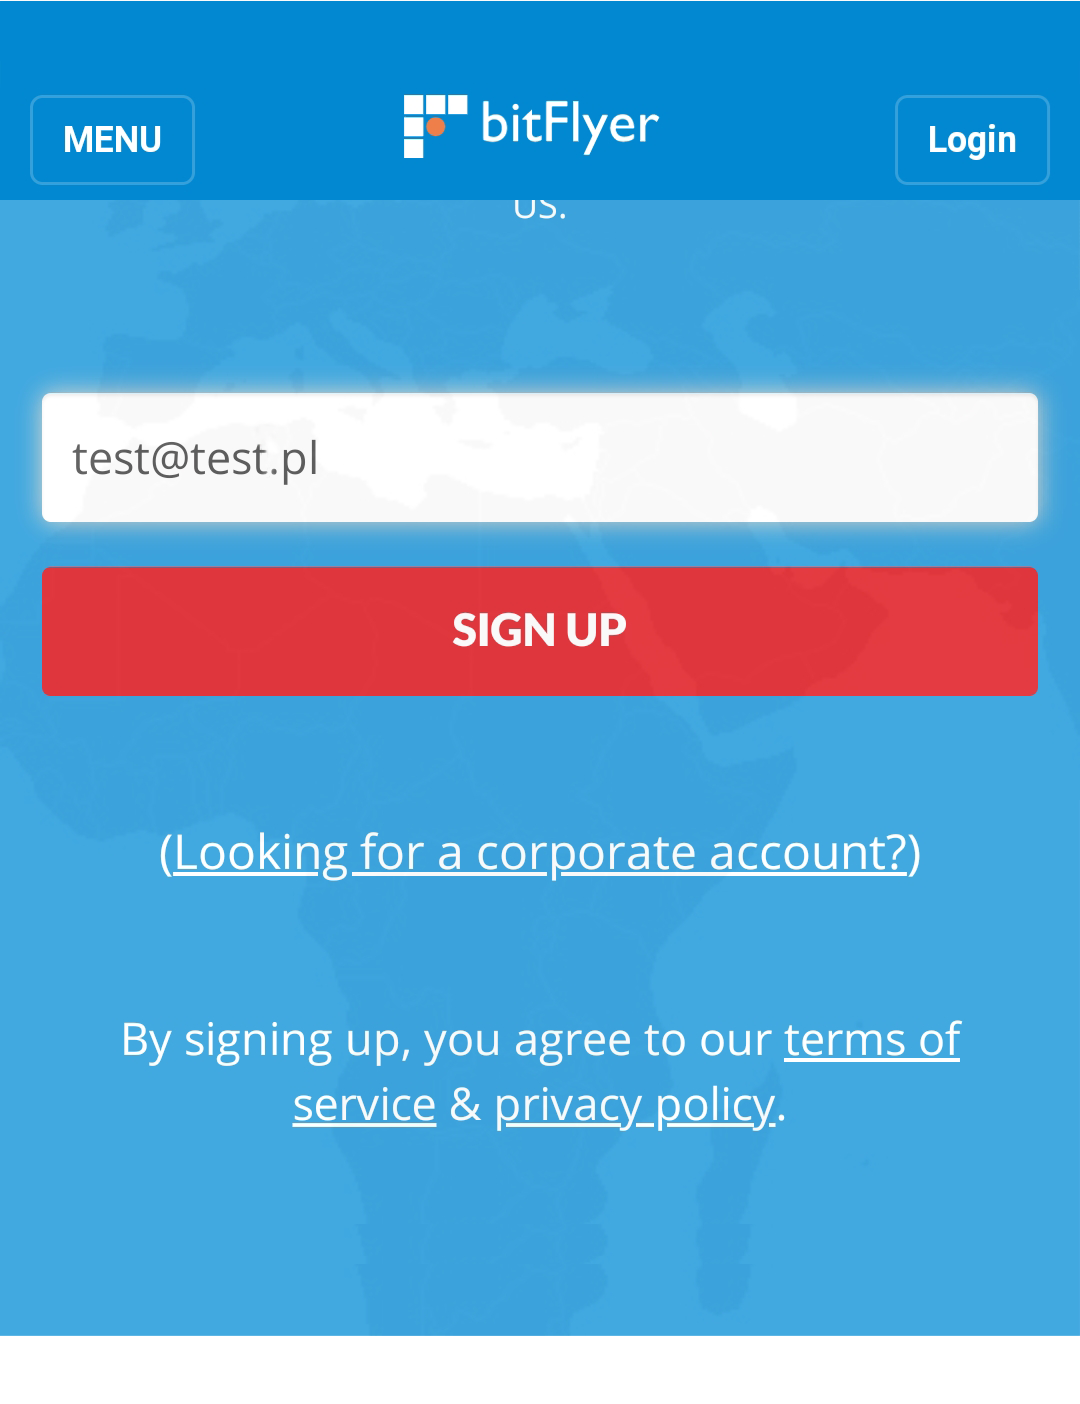 MENU
bitFlyer
Login
us.
test@test.pl
SIGN UP
(Looking for a corporate account?)
By signing up, you agree to our terms of
service & privacy policy.